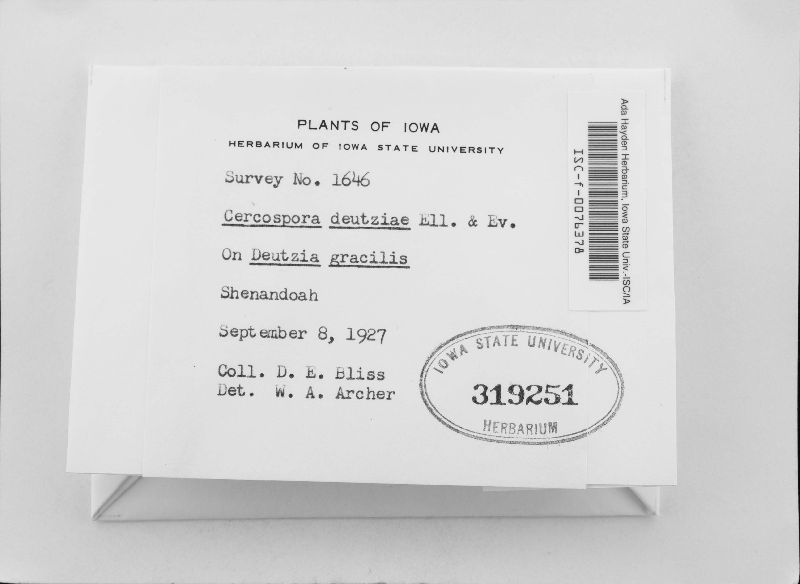 PLANTS OF IOWA
HERBARIUM OF IOWA STATE UNIVERSITY
Survey No. 1646
Cercospora deutziae Ell. & Ev.
On Deutzia gracilis
Shenandoah
September 8, 1927
Coll. D. E. Bliss
Det. W. A. Archer
IOWA STATE UNIVERSITY
319251
HERBARIUM
Ada Hayden Herbarium, Iowa State Univ.-ISC/IA
ISC-f-0076378